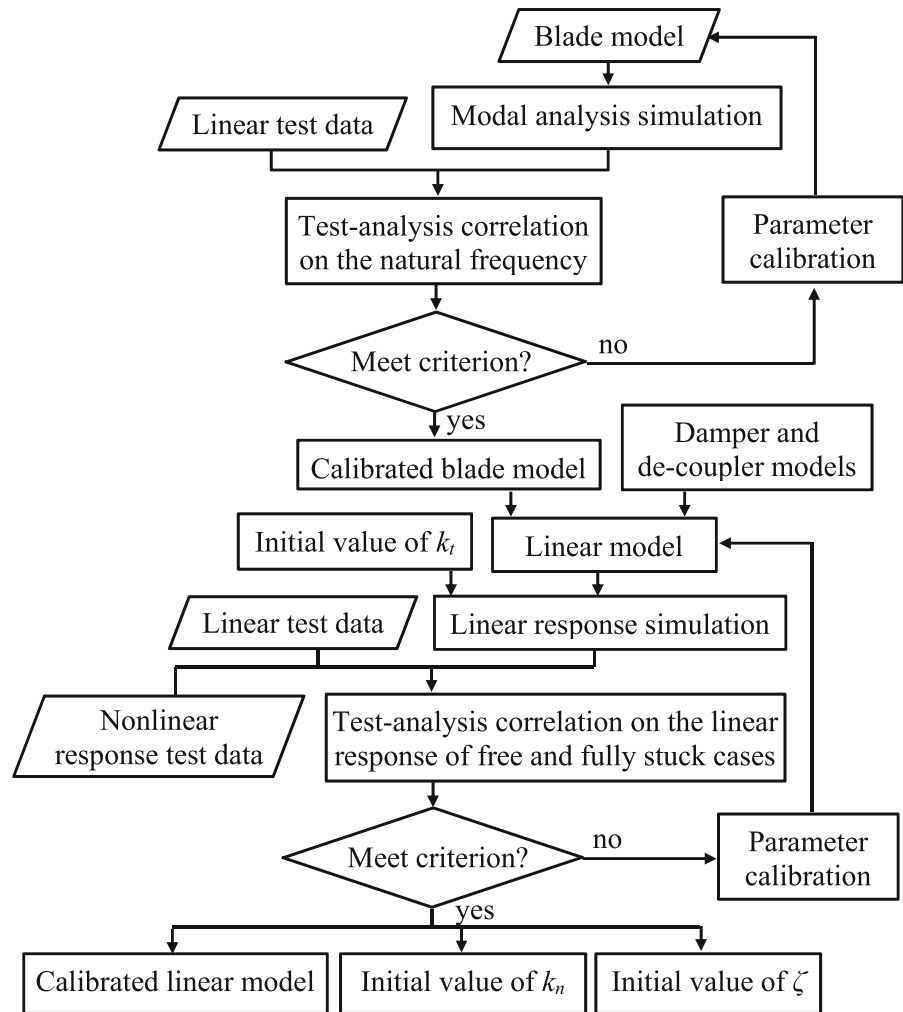 Blade model
Linear test data
Modal analysis simulation
Test-analysis correlation
on the natural frequency
Parameter
calibration
Meet criterion?
no
yes
Damper and
de-coupler models
Calibrated blade model
Initial value of kₜ
Linear model
Linear test data
Linear response simulation
Nonlinear
response test data
Test-analysis correlation on the linear
response of free and fully stuck cases
Meet criterion?
no
Parameter
calibration
yes
Calibrated linear model
Initial value of kₙ
Initial value of ζ